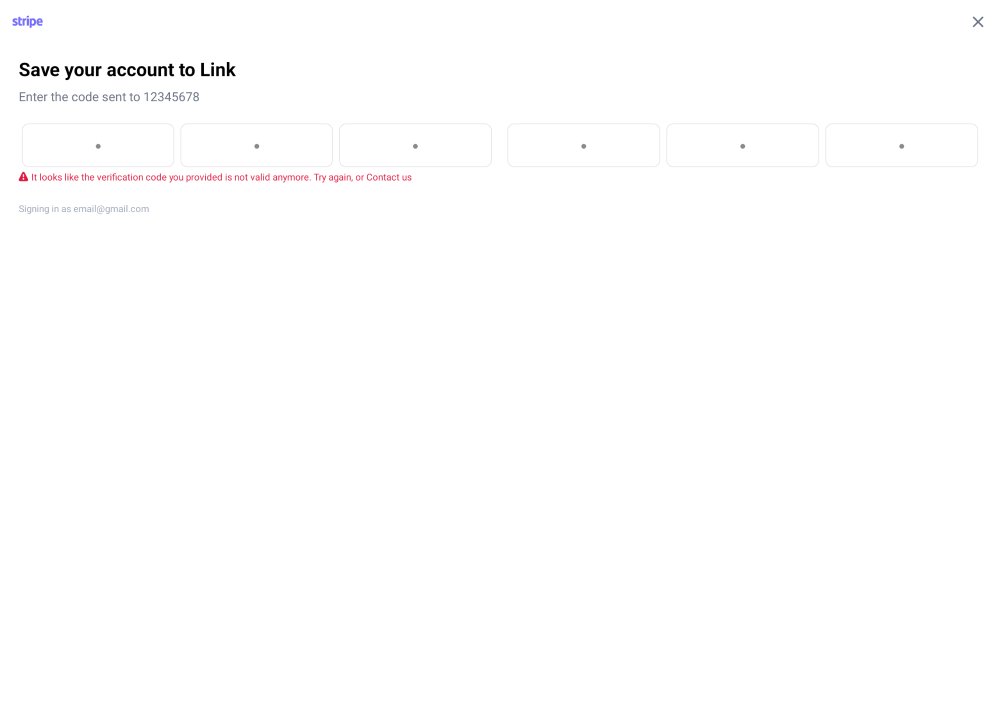 stripe
Save your account to Link
Enter the code sent to 12345678
It looks like the verification code you provided is not valid anymore. Try again, or Contact us
Signing in as email@gmail.com